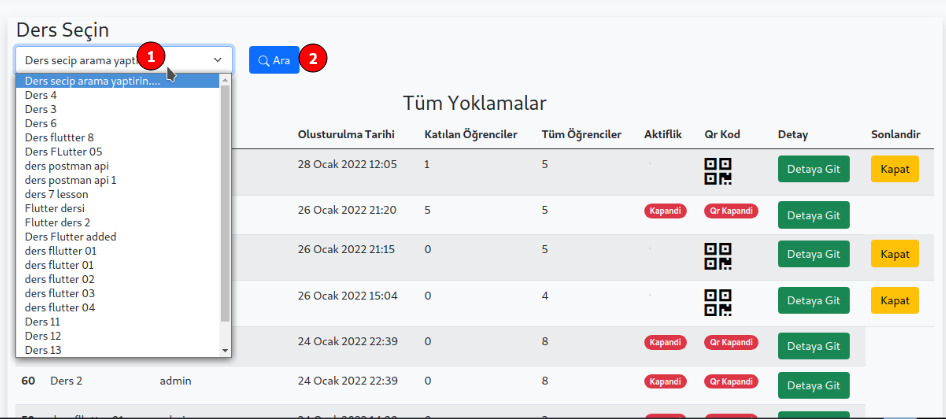 Ders Seçin
Ders secip arama yapti
1
Ara
2
Ders secip arama yaptirin....
Ders 4
Ders 3
Ders 6
Ders fluttter 8
Ders FLutter 05
ders postman api
ders postman api 1
ders 7 lesson
Flutter dersi
Flutter ders 2
Ders Flutter added
ders fllutter 01
ders flutter 01
ders flutter 02
ders flutter 03
ders flutter 04
Ders 11
Ders 12
Ders 13
Tüm Yoklamalar
Olusturulma Tarihi Katılan Öğrenciler Tüm Öğrenciler Aktiflik Qr Kod Detay Sonlandir
28 Ocak 2022 12:05 1 5 Detaya Git Kapat
26 Ocak 2022 21:20 5 5 Kapandi Qr Kapandi Detaya Git
26 Ocak 2022 21:15 0 5 Detaya Git Kapat
26 Ocak 2022 15:04 0 4 Detaya Git Kapat
24 Ocak 2022 22:39 0 8 Kapandi Qr Kapandi Detaya Git
60 Ders 2 admin 24 Ocak 2022 22:39 0 8 Kapandi Qr Kapandi Detaya Git